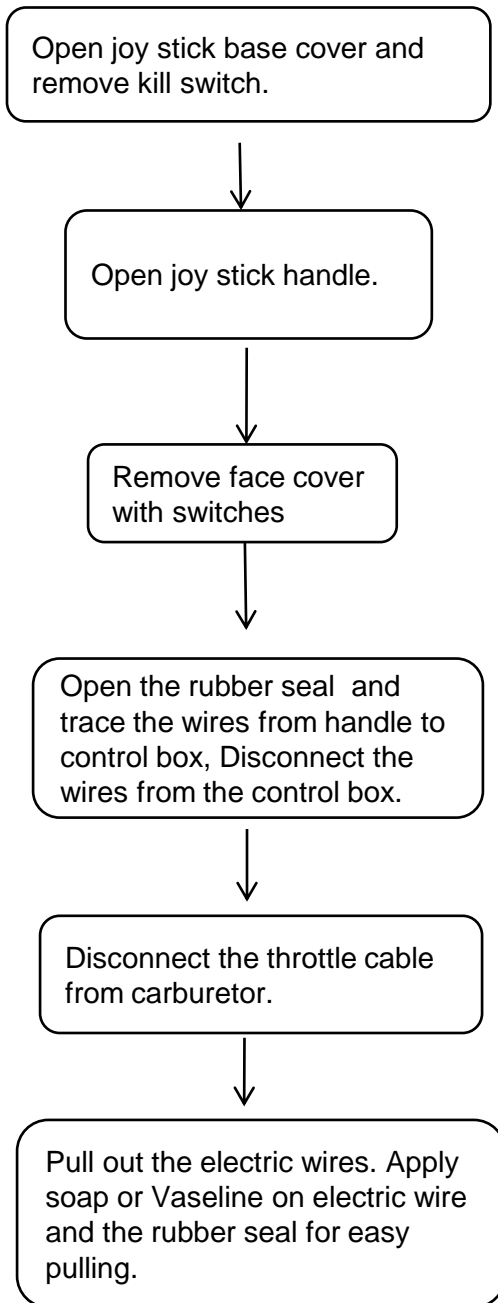 Open joy stick base cover and
remove kill switch.
Open joy stick handle.
Remove face cover
with switches
Open the rubber seal  and
trace the wires from handle to
control box, Disconnect the
wires from the control box.
Disconnect the throttle cable
from carburetor.
Pull out the electric wires. Apply
soap or Vaseline on electric wire
and the rubber seal for easy
pulling.